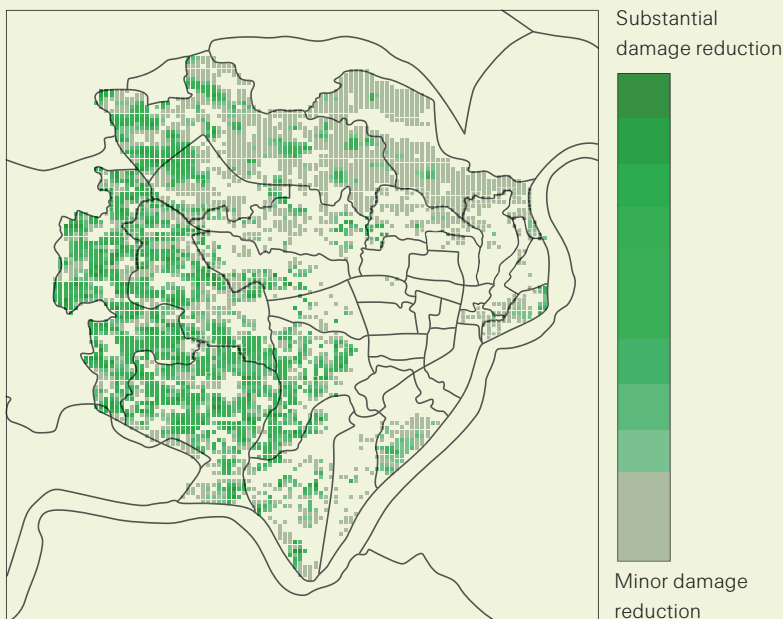 Substantial
damage reduction
Minor damage
reduction